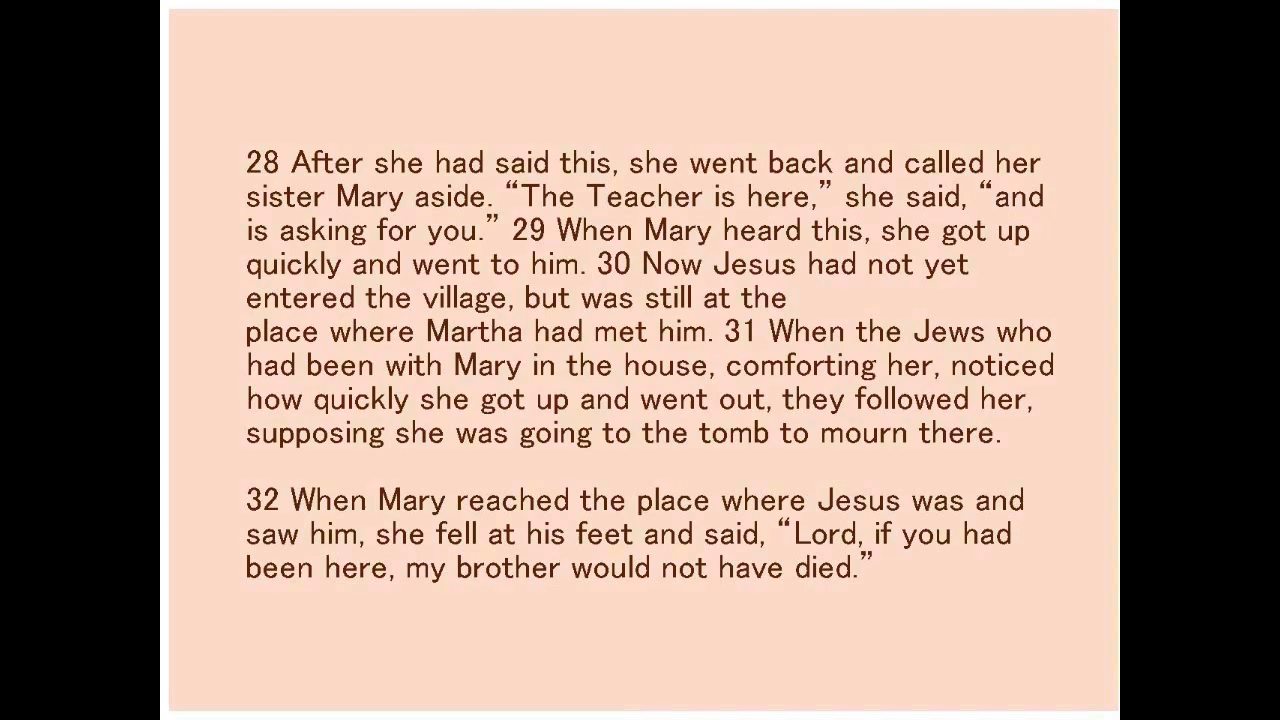 28 After she had said this, she went back and called her
sister Mary aside. “The Teacher is here,” she said, “and
is asking for you.” 29 When Mary heard this, she got up
quickly and went to him. 30 Now Jesus had not yet
entered the village, but was still at the
place where Martha had met him. 31 When the Jews who
had been with Mary in the house, comforting her, noticed
how quickly she got up and went out, they followed her,
supposing she was going to the tomb to mourn there.
32 When Mary reached the place where Jesus was and
saw him, she fell at his feet and said, “Lord, if you had
been here, my brother would not have died.”